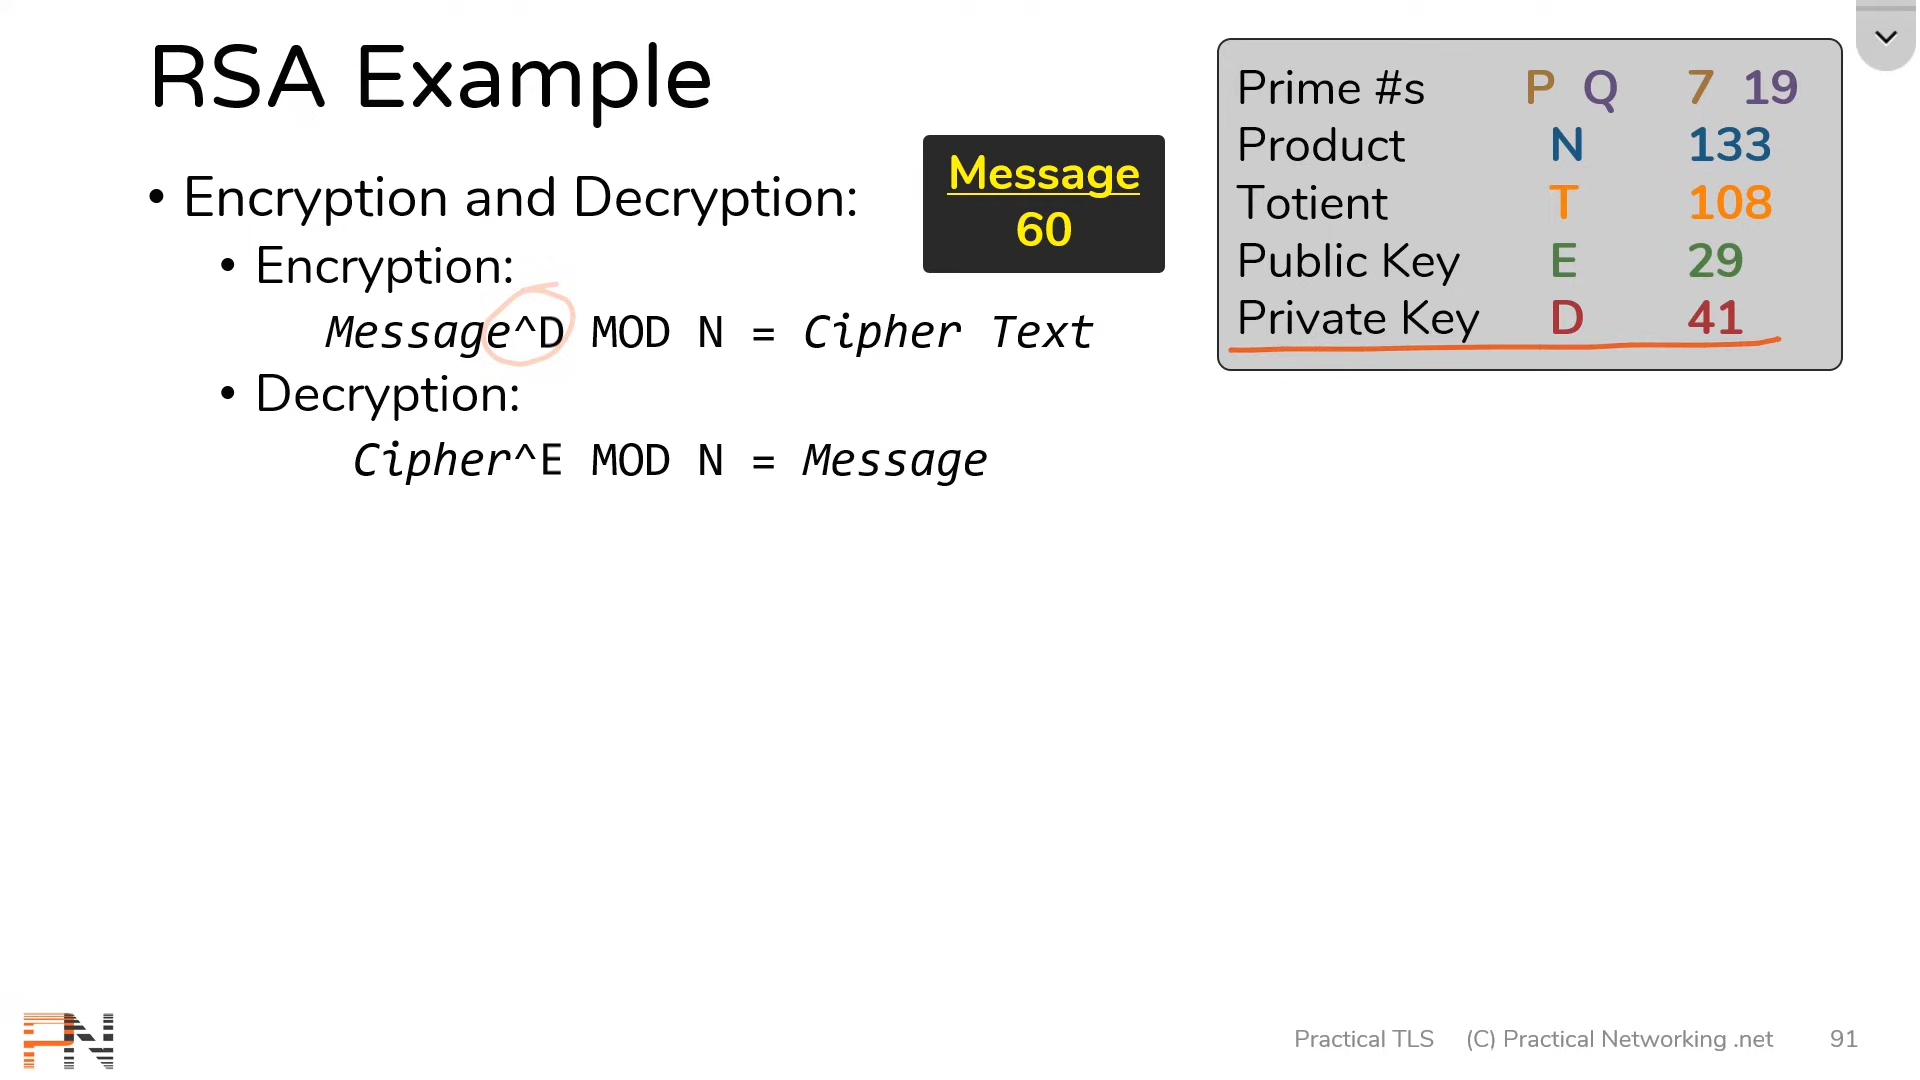 RSA Example
• Encryption and Decryption:
• Encryption:
Message^D MOD N = Cipher Text
• Decryption:
Cipher^E MOD N = Message
Message
60
Prime #s P Q 7 19
Product N 133
Totient T 108
Public Key E 29
Private Key D 41
PN
Practical TLS (C) Practical Networking .net 91